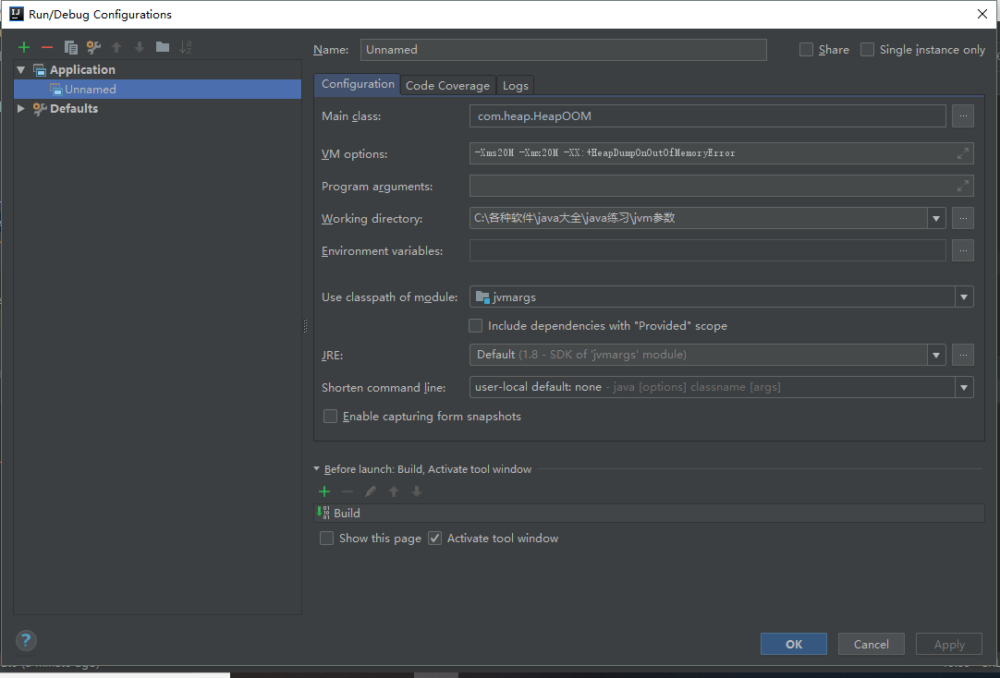 Run/Debug Configurations
Name: Unnamed Share Single instance only
Application
Unnamed
Defaults
Configuration Code Coverage Logs
Main class: com.heap.HeapOOM ...
VM options: -Xms20M -Xmx20M -XX:+HeapDumpOnOutOfMemoryError
Program arguments:
Working directory: C:\各种软件\java大全\java练习\jvm参数 ...
Environment variables: ...
Use classpath of module: jvmargs
Include dependencies with "Provided" scope
JRE: Default (1.8 - SDK of 'jvmargs' module) ...
Shorten command line: user-local default: none - java [options] classname [args]
Enable capturing form snapshots
Before launch: Build, Activate tool window
Build
Show this page Activate tool window
? OK Cancel Apply